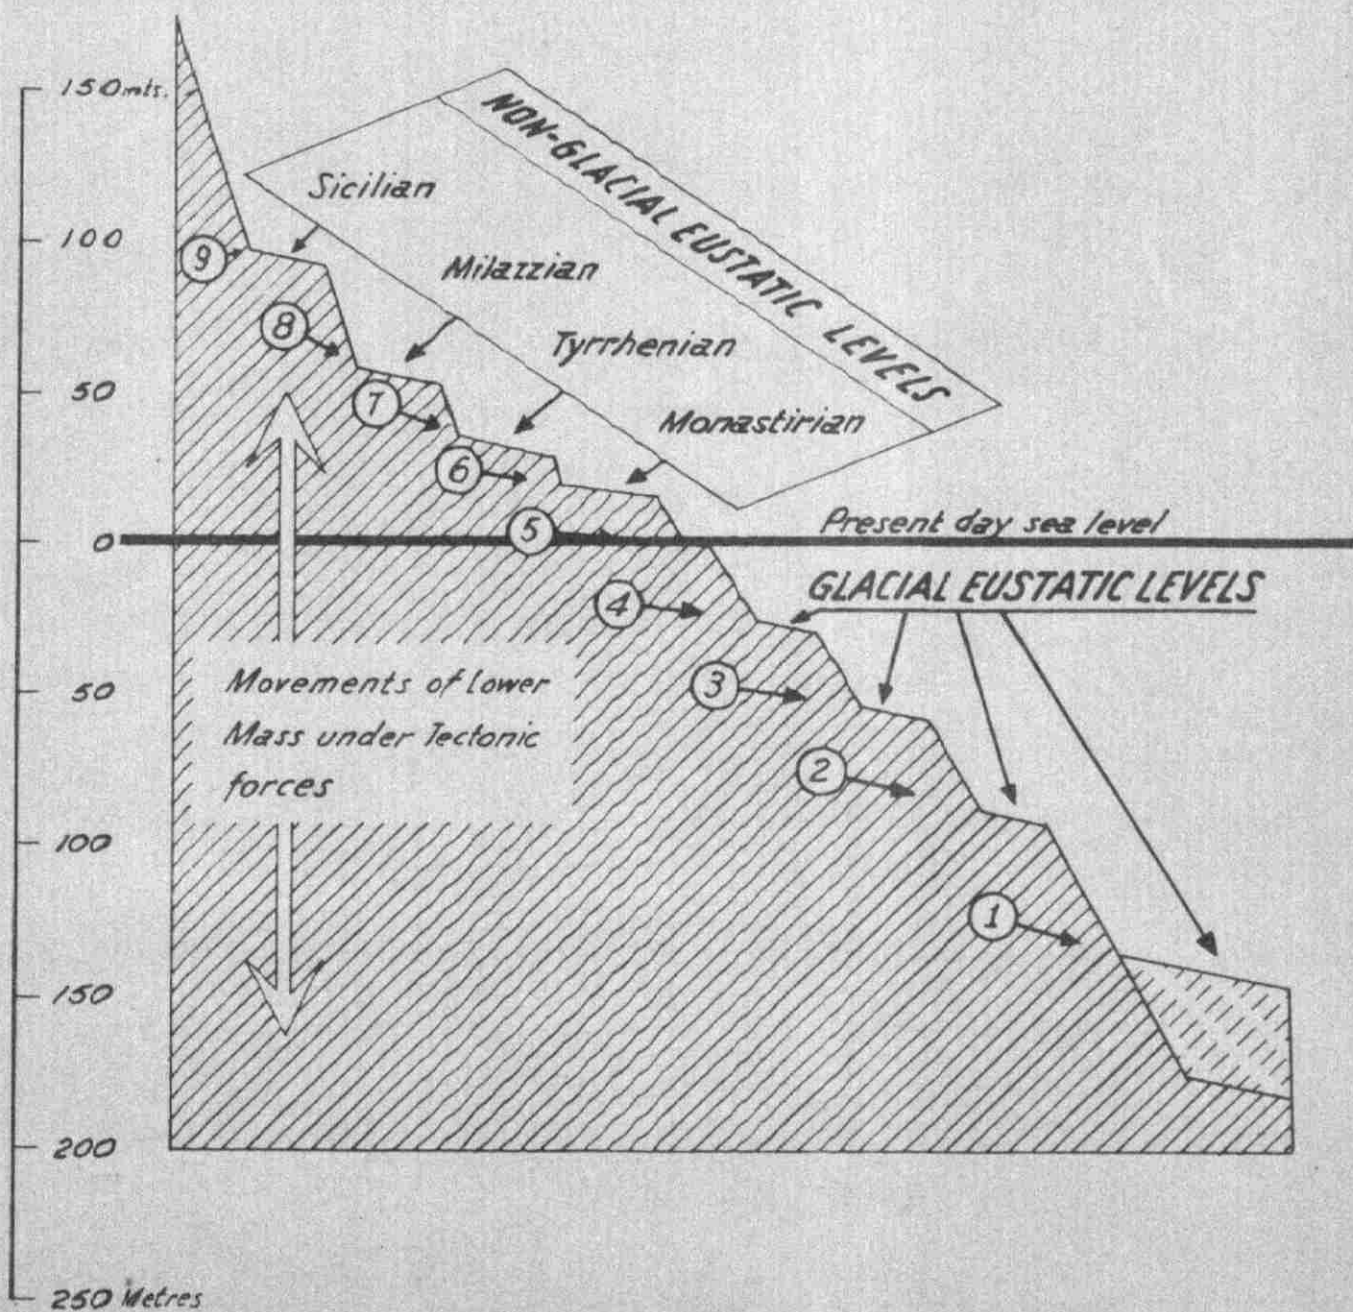 150 mts.
NON-GLACIAL EUSTATIC LEVELS
Sicilian
100
9
Milazzian
8
Tyrrhenian
50
7
Monastirian
6
5
Present day sea level
0
GLACIAL EUSTATIC LEVELS
4
3
50
Movements of lower
Mass under Tectonic
forces
2
100
1
150
200
250 Metres